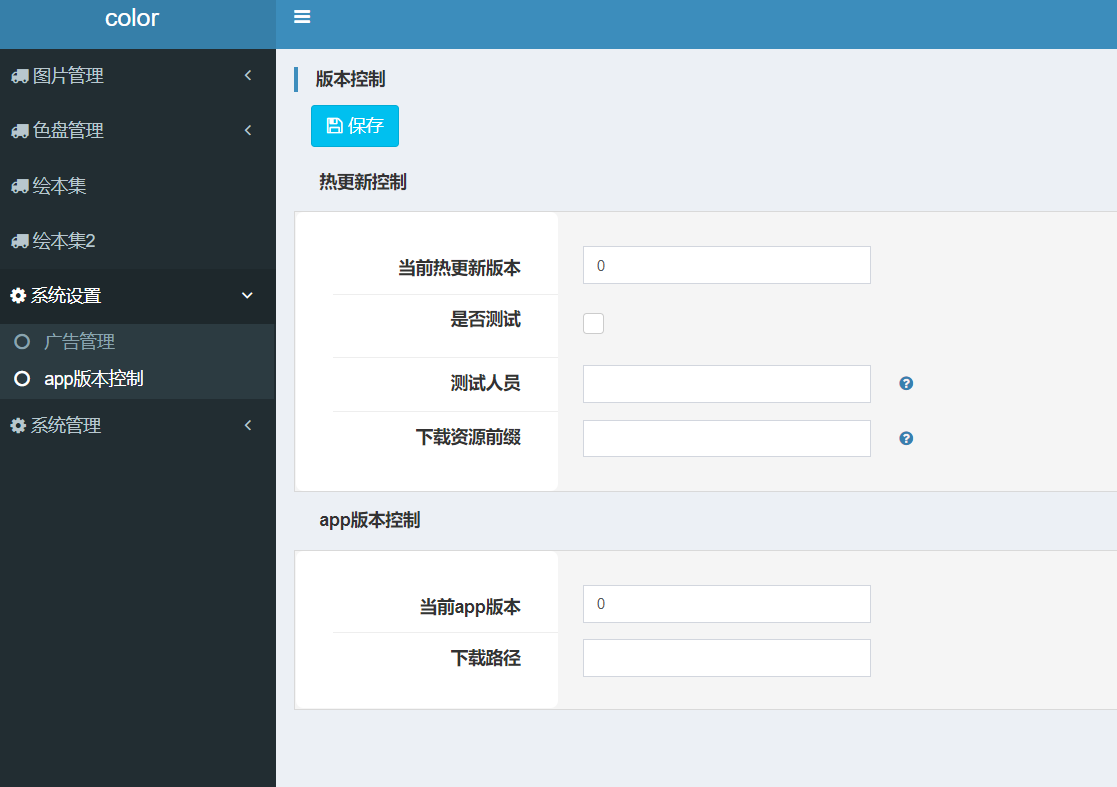 color
图片管理
色盘管理
绘本集
绘本集2
系统设置
广告管理
app版本控制
系统管理
版本控制
保存
热更新控制
当前热更新版本
0
是否测试
测试人员
下载资源前缀
app版本控制
当前app版本
0
下载路径